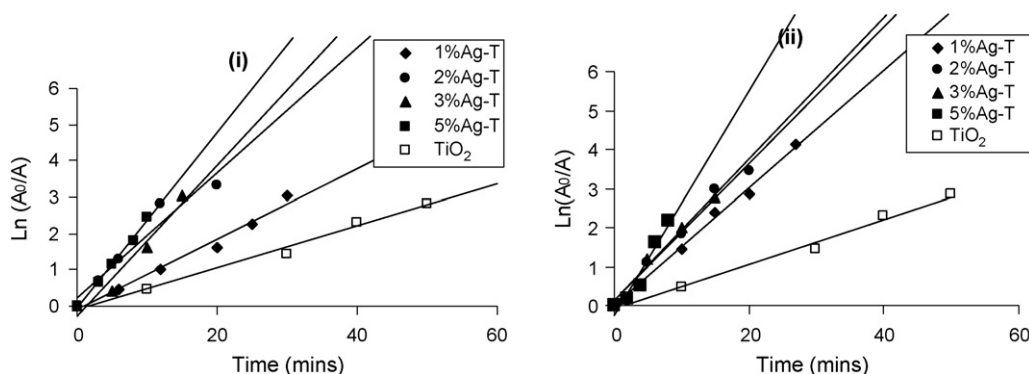 (i)
1%Ag-T
2%Ag-T
3%Ag-T
5%Ag-T
TiO₂
6
5
4
3
2
1
0
Ln (A₀/A)
0 20 40 60
Time (mins)
(ii)
1%Ag-T
2%Ag-T
3%Ag-T
5%Ag-T
TiO₂
6
5
4
3
2
1
0
Ln(A₀/A)
0 20 40 60
Time (mins)